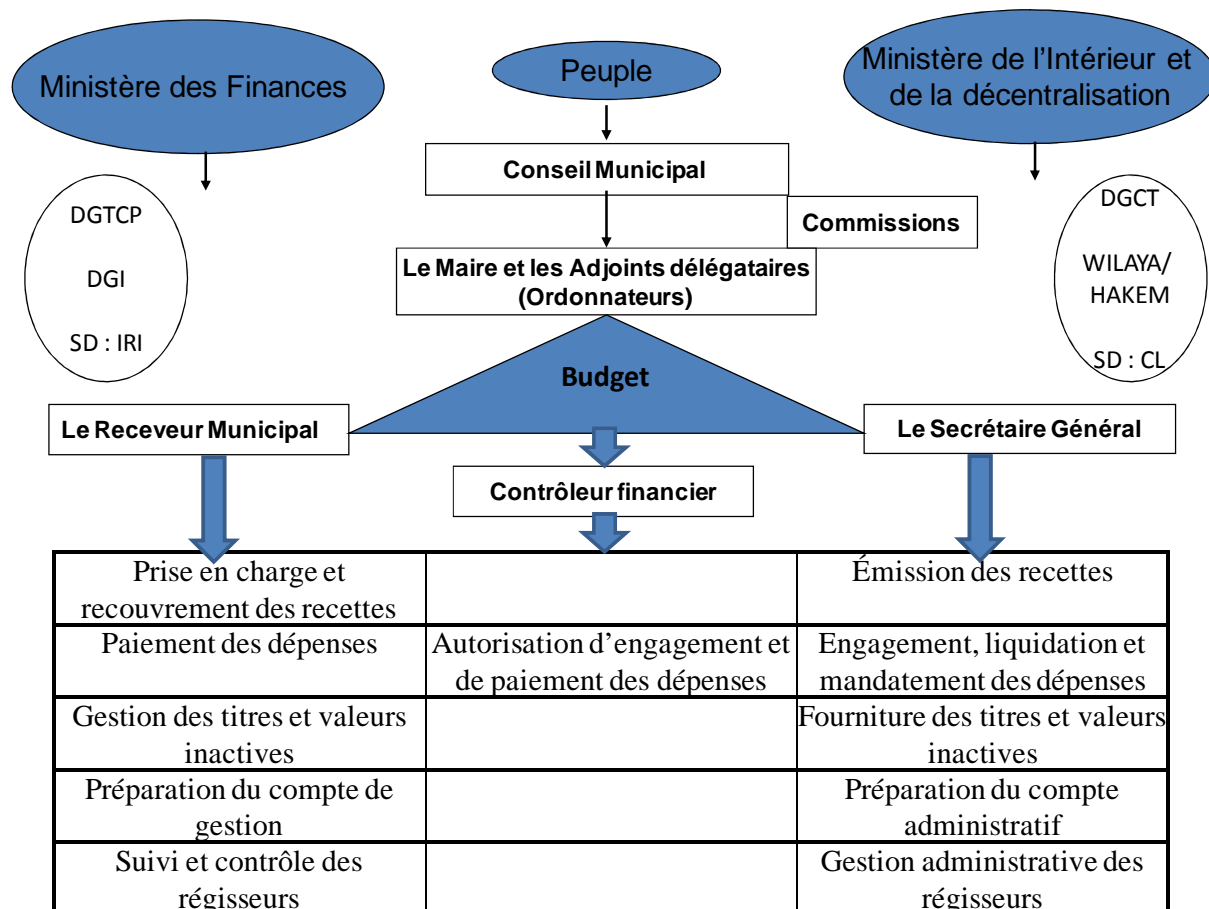 Ministère des Finances
Peuple
Ministère de l'Intérieur et
de la décentralisation
DGTCP
DGI
SD : IRI
Conseil Municipal
Commissions
Le Maire et les Adjoints délégataires
(Ordonnateurs)
DGCT
WILAYA/
HAKEM
SD : CL
Budget
Le Receveur Municipal
Le Secrétaire Général
Contrôleur financier
Prise en charge et
recouvrement des recettes
Émission des recettes
Paiement des dépenses
Autorisation d'engagement et
de paiement des dépenses
Engagement, liquidation et
mandatement des dépenses
Gestion des titres et valeurs
inactives
Fourniture des titres et valeurs
inactives
Préparation du compte de
gestion
Préparation du compte
administratif
Suivi et contrôle des
régisseurs
Gestion administrative des
régisseurs